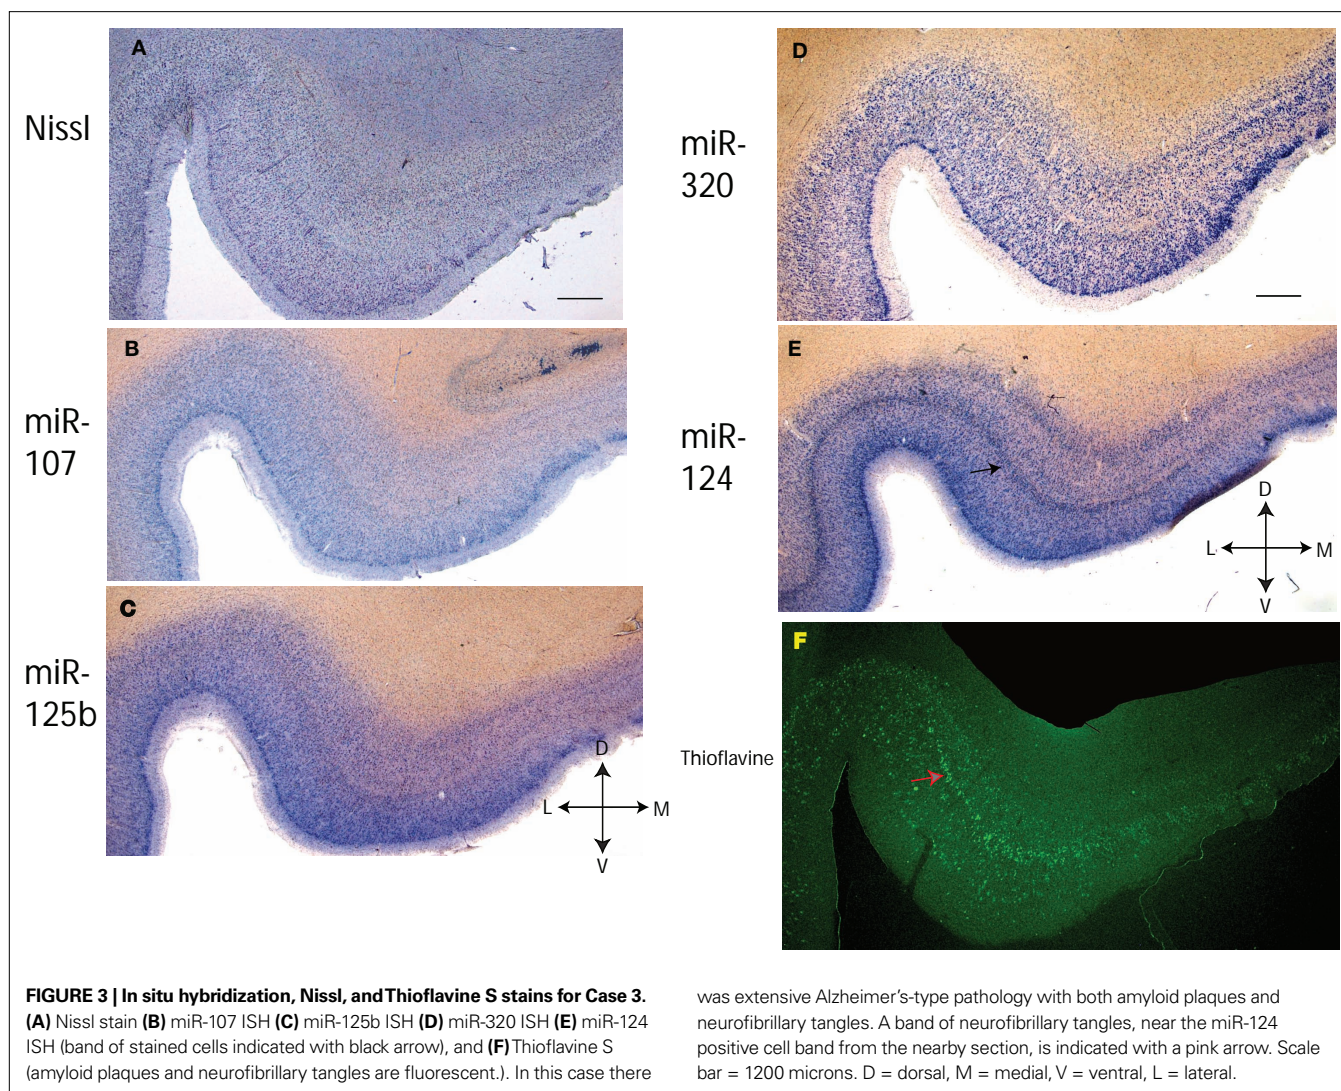 A
Nissl
B
miR-
107
C
miR-
125b
D
L
M
V
D
miR-
320
E
miR-
124
D
L
M
V
F
Thioflavine
FIGURE 3 | In situ hybridization, Nissl, and Thioflavine S stains for Case 3.
(A) Nissl stain (B) miR-107 ISH (C) miR-125b ISH (D) miR-320 ISH (E) miR-124
ISH (band of stained cells indicated with black arrow), and (F) Thioflavine S
(amyloid plaques and neurofibrillary tangles are fluorescent.). In this case there
was extensive Alzheimer's-type pathology with both amyloid plaques and
neurofibrillary tangles. A band of neurofibrillary tangles, near the miR-124
positive cell band from the nearby section, is indicated with a pink arrow. Scale
bar = 1200 microns. D = dorsal, M = medial, V = ventral, L = lateral.